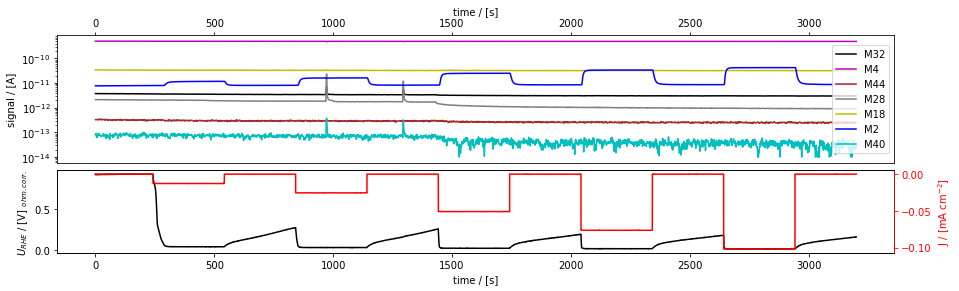 time / [s]
0 500 1000 1500 2000 2500 3000
signal / [A]
10⁻¹⁰
10⁻¹¹
10⁻¹²
10⁻¹³
10⁻¹⁴
M32
M4
M44
M28
M18
M2
M40
U_RHE / [V] ohm.corr.
0.5
0.0
0.00
−0.05
−0.10
J / [mA cm⁻²]
0 500 1000 1500 2000 2500 3000
time / [s]